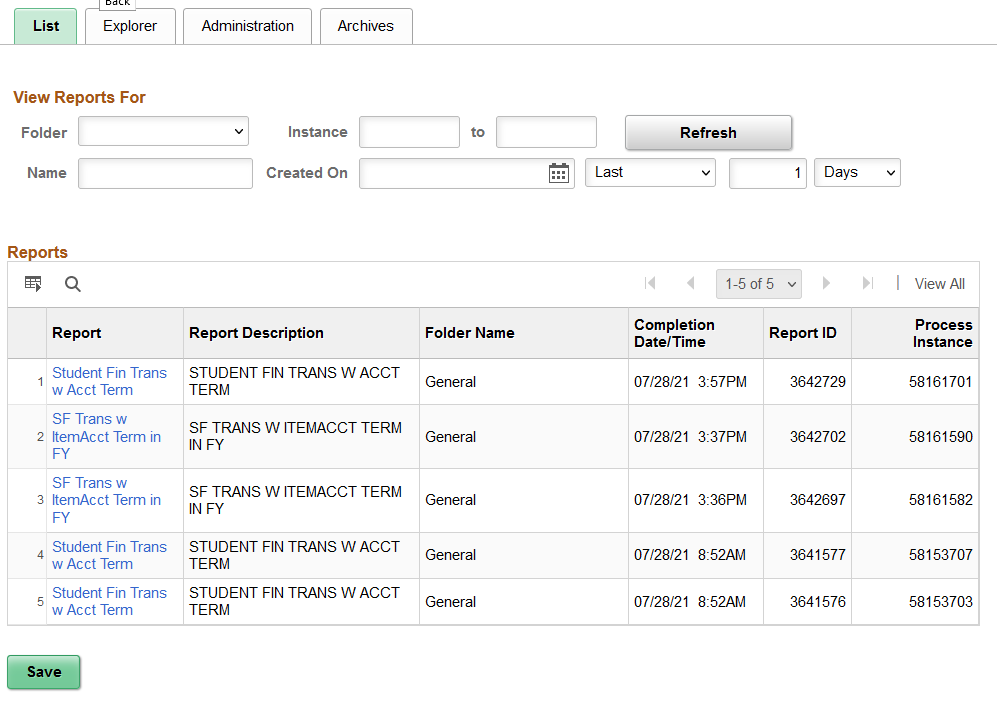 Back
List Explorer Administration Archives
View Reports For
Folder Instance to Refresh
Name Created On Last 1 Days
Reports
1-5 of 5 View All
Report Report Description Folder Name Completion Date/Time Report ID Process Instance
1 Student Fin Trans w Acct Term STUDENT FIN TRANS W ACCT TERM General 07/28/21 3:57PM 3642729 58161701
2 SF Trans w ItemAcct Term in FY SF TRANS W ITEMACCT TERM IN FY General 07/28/21 3:37PM 3642702 58161590
3 SF Trans w ItemAcct Term in FY SF TRANS W ITEMACCT TERM IN FY General 07/28/21 3:36PM 3642697 58161582
4 Student Fin Trans w Acct Term STUDENT FIN TRANS W ACCT TERM General 07/28/21 8:52AM 3641577 58153707
5 Student Fin Trans w Acct Term STUDENT FIN TRANS W ACCT TERM General 07/28/21 8:52AM 3641576 58153703
Save